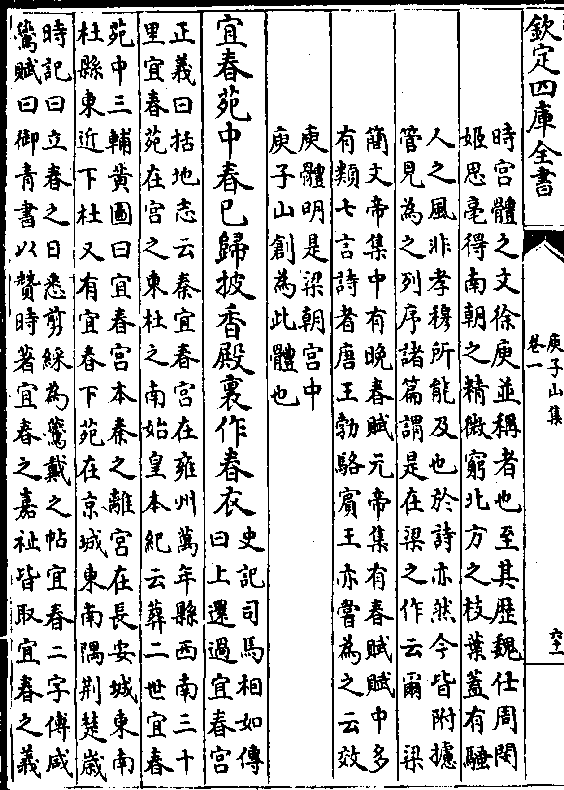 欽定四庫全書
庾子山集
卷一
六十一
時宮體之文徐庾並稱者也至其歴魏仕周閔
姬思毫得南朝之精微窮北方之枝葉蓋有騷
人之風非孝穆所能及也於詩亦然今皆附攄
管見為之列序諸篇謂是在梁之作云爾梁
簡文帝集中有晚春賦元帝集有春賦賦中多
有類七言詩者唐王勃駱賓王亦嘗為之云效
庾體明是梁朝宮中
庾子山創為此體也
宜春苑中春已歸披香殿裏作春衣
史記司馬相如傳
曰上還過宜春宮
正義曰括地志云秦宜春宮在雍州萬年縣西南三十
里宜春苑在宮之東杜之南始皇本紀云葬二世宜春
苑中三輔黄圖曰宜春宮本秦之離宮在長安城東南
杜縣東近下杜又有宜春下苑在京城東南隅荆楚歳
時記曰立春之日悉剪綵為鷰戴之帖宜春二字傅咸
鷰賦曰御青書以贊時著宜春之嘉祉皆取宜春之義